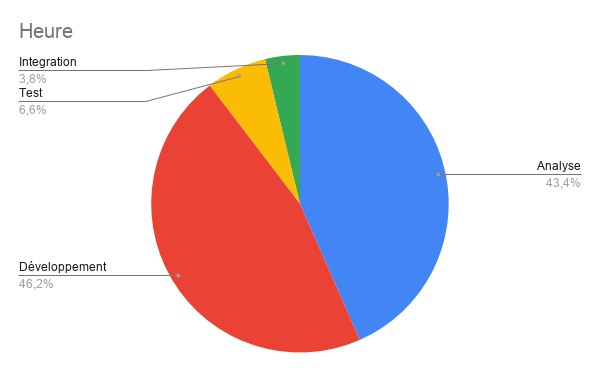 Heure
Integration
3,8%
Test
6,6%
Analyse
43,4%
Développement
46,2%